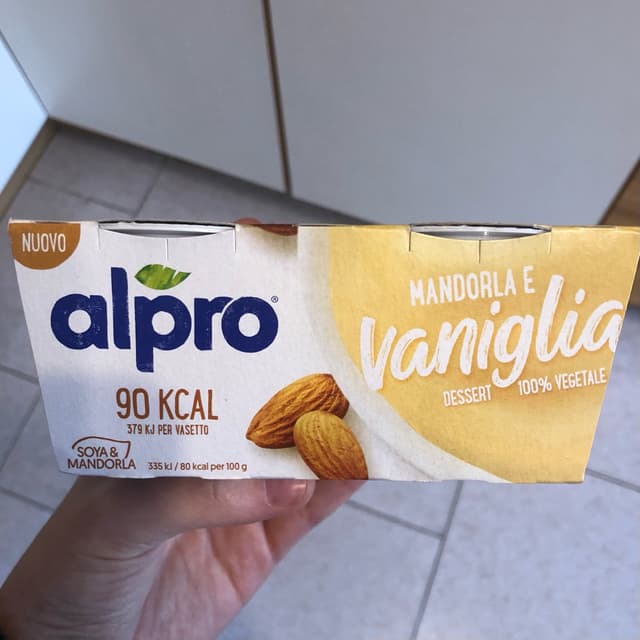 NUOVO
alpro®
90 KCAL
379 KJ PER VASETTO
SOYA &
MANDORLA
335 kJ / 80 kcal per 100 g
MANDORLA E
vaniglia
DESSERT 100% VEGETALE